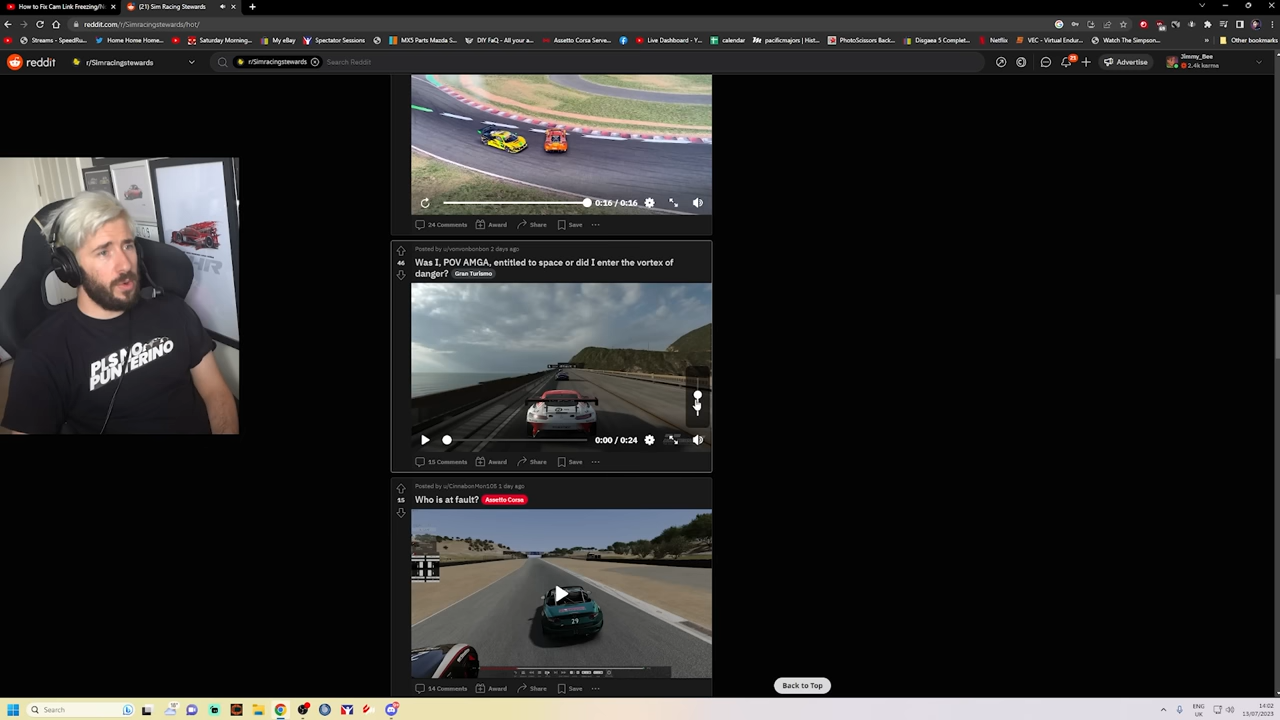 How to Fix Cam Link Freezing/No
(21) Sim Racing Stewards
reddit.com/r/Simracingstewards/hot/
Streams - SpeedRu...
Home Home Home...
Saturday Morning...
My eBay
Spectator Sessions
MX5 Parts Mazda S...
DIY FaQ - All your a...
Assetto Corsa Serve...
Live Dashboard - Y...
calendar
pacificmajors | Hist...
PhotoScissors Back...
Disgaea 5 Complet...
Netflix
VEC - Virtual Endur...
Watch The Simpson...
Other bookmarks
reddit
r/Simracingstewards
r/Simracingstewards
Search Reddit
21
Advertise
Jimmy_Bee
2.4k karma
0:16 / 0:16
24 Comments Award Share Save
Posted by u/vonvonbonbon 2 days ago
46
Was I, POV AMGA, entitled to space or did I enter the vortex of
danger? Gran Turismo
0:00 / 0:24
15 Comments Award Share Save
Posted by u/CinnabonMon103 1 day ago
15
Who is at fault? Assetto Corsa
29
14 Comments Award Share Save
Back to Top
PLS NO
PUNTERINO
Search
ENG
UK
14:02
13/07/2023